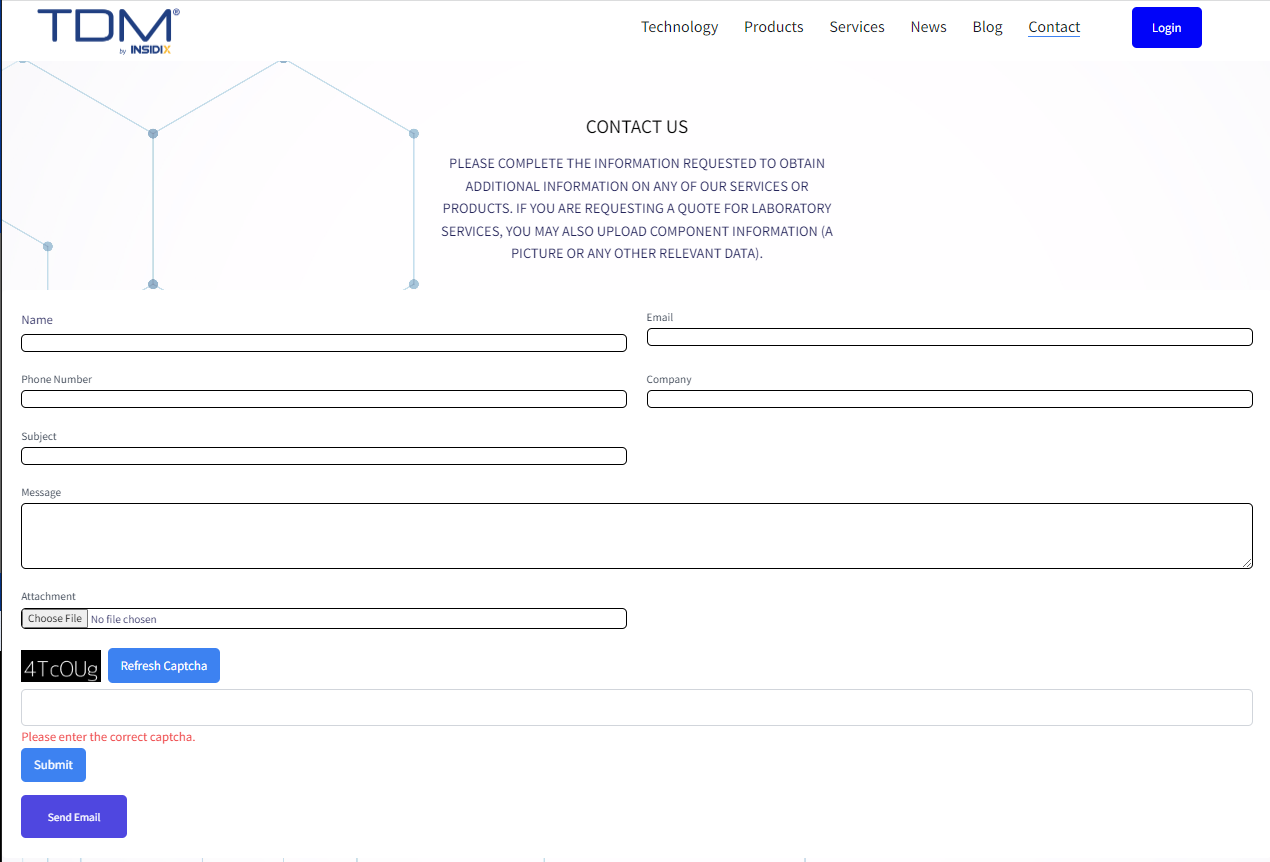 TDM®
by INSIDIX
Technology Products Services News Blog Contact Login
CONTACT US
PLEASE COMPLETE THE INFORMATION REQUESTED TO OBTAIN
ADDITIONAL INFORMATION ON ANY OF OUR SERVICES OR
PRODUCTS. IF YOU ARE REQUESTING A QUOTE FOR LABORATORY
SERVICES, YOU MAY ALSO UPLOAD COMPONENT INFORMATION (A
PICTURE OR ANY OTHER RELEVANT DATA).
Name Email
Phone Number Company
Subject
Message
Attachment
Choose File No file chosen
4TcOUg Refresh Captcha
Please enter the correct captcha.
Submit
Send Email